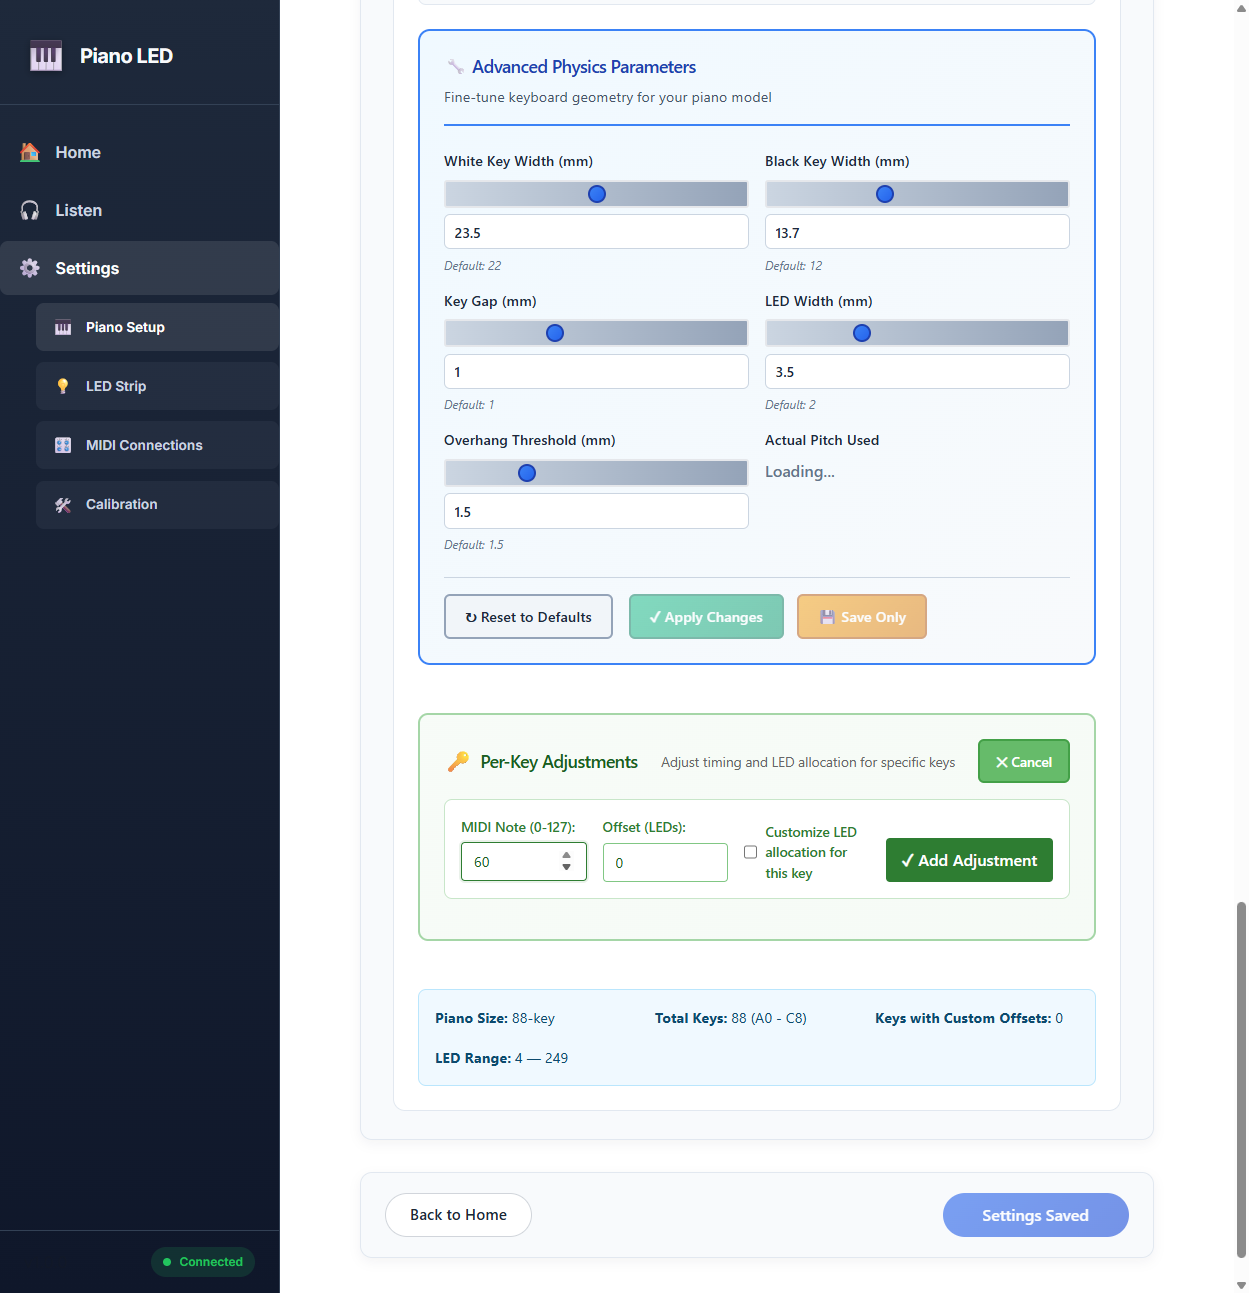 Piano LED
Home
Listen
Settings
Piano Setup
LED Strip
MIDI Connections
Calibration
Connected
Advanced Physics Parameters
Fine-tune keyboard geometry for your piano model
White Key Width (mm)
23.5
Default: 22
Black Key Width (mm)
13.7
Default: 12
Key Gap (mm)
1
Default: 1
LED Width (mm)
3.5
Default: 2
Overhang Threshold (mm)
1.5
Default: 1.5
Actual Pitch Used
Loading...
↻ Reset to Defaults
✓ Apply Changes
Save Only
Per-Key Adjustments
Adjust timing and LED allocation for specific keys
✕ Cancel
MIDI Note (0-127):
60
Offset (LEDs):
0
Customize LED
allocation for
this key
✓ Add Adjustment
Piano Size: 88-key
Total Keys: 88 (A0 - C8)
Keys with Custom Offsets: 0
LED Range: 4 — 249
Back to Home
Settings Saved